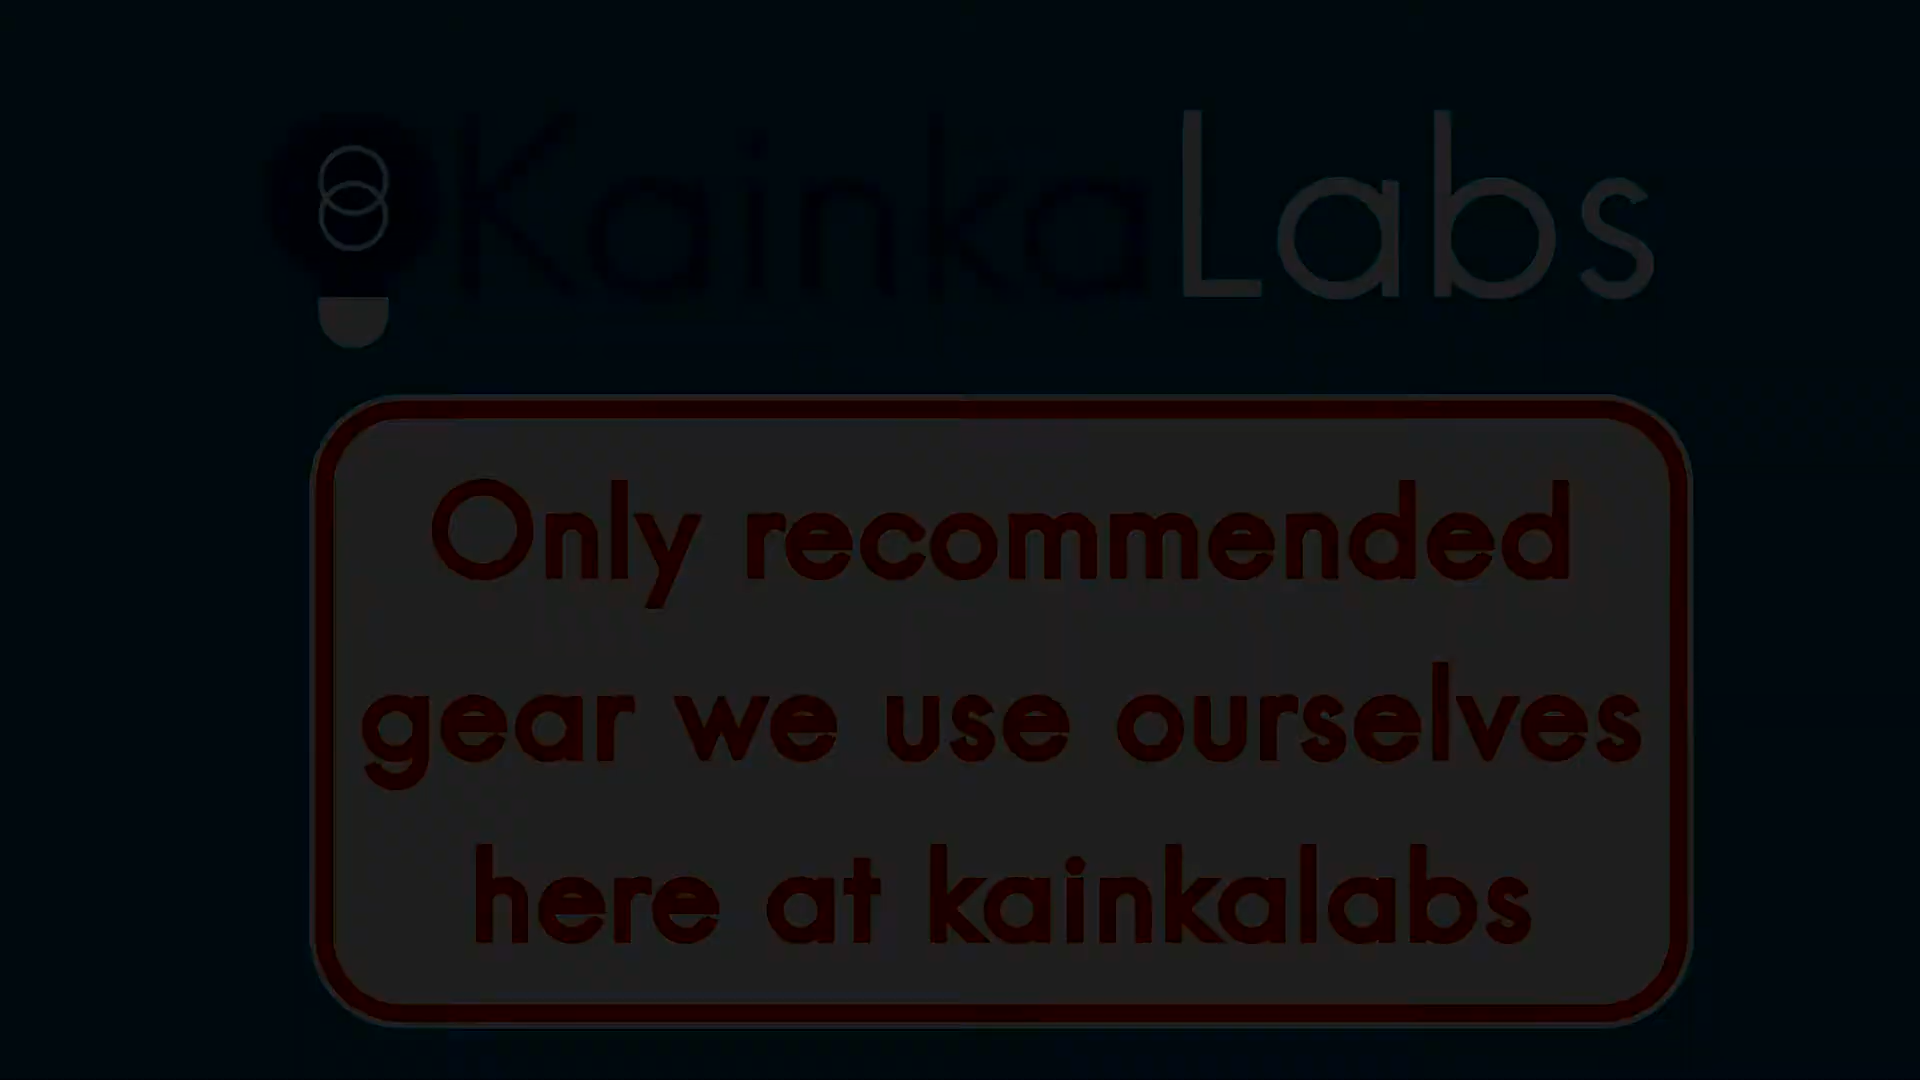 KainkaLabs
Only recommended
gear we use ourselves
here at kainkalabs